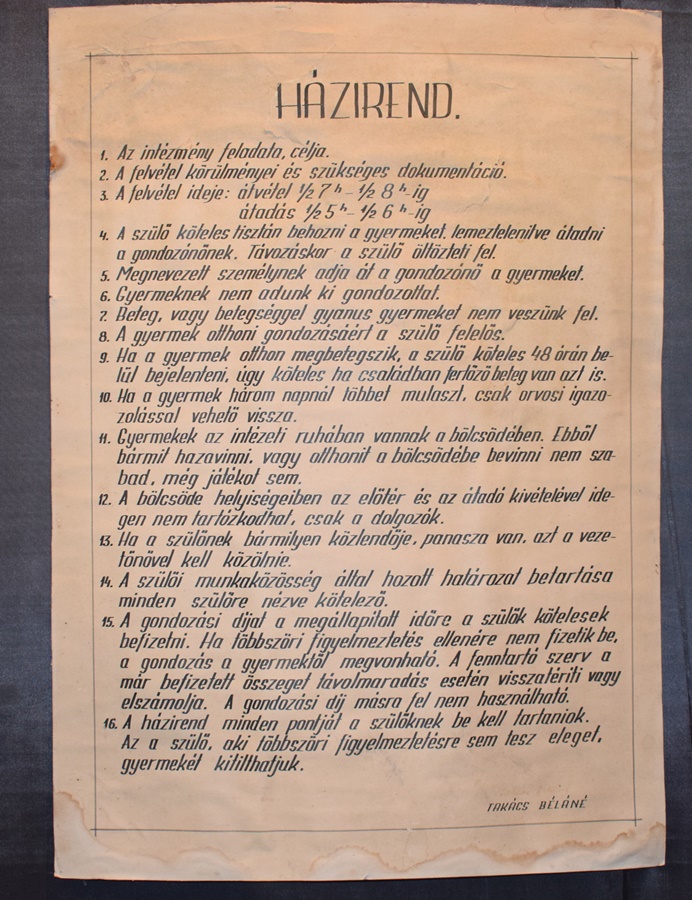 HÁZIREND.
1. Az intézmény feladata, célja.
2. A felvétel körülményei és szükséges dokumentáció.
3. A felvétel ideje: átvétel 1/2 7 h - 1/2 8 h-ig
átadás 1/2 5 h - 1/2 6 h-ig
4. A szülő köteles tisztán behozni a gyermeket, lemeztelenitve átadni
a gondozónőnek. Távozáskor a szülő öltözteti fel.
5. Megnevezett személynek adja át a gondozónő a gyermeket.
6. Gyermeknek nem adunk ki gondozottat.
7. Beteg, vagy betegséggel gyanus gyermeket nem veszünk fel.
8. A gyermek otthoni gondozásáért a szülő felelős.
9. Ha a gyermek otthon megbetegszik, a szülő köteles 48 órán be-
lül bejelenteni, úgy köteles ha családban fertőző beteg van azt is.
10. Ha a gyermek három napnál többet mulaszt, csak orvosi igazo-
zolással vehető vissza.
11. Gyermekek az intézeti ruhában vannak a bölcsödében. Ebből
bármit hazavinni, vagy otthonit a bölcsödébe bevinni nem sza-
bad, még játékot sem.
12. A bölcsöde helyiségeiben az előtér és az átadó kivételével ide-
gen nem tartózkodhat, csak a dolgozók.
13. Ha a szülőnek bármilyen közlendője, panasza van, azt a veze-
tőnővel kell közölnie.
14. A szülői munkaközösség által hozott határozat betartása
minden szülőre nézve kötelező.
15. A gondozási dijat a megállapitott időre a szülők kötelesek
befizetni. Ha többszöri figyelmeztetés ellenére nem fizetik be,
a gondozás a gyermektől megvonható. A fenntartó szerv a
már befizetett összeget távolmaradás esetén visszatériti vagy
elszámolja. A gondozási dij másra fel nem használható.
16. A házirend minden pontját a szülőknek be kell tartaniok.
Az a szülő, aki többszöri figyelmeztetésre sem tesz eleget,
gyermekét kitilthatjuk.
TAKÁCS BÉLÁNÉ